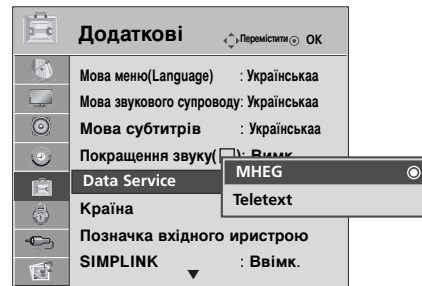 Додаткові Перемістити OK
Мова меню(Language) : Українськаа
Мова звукового супроводу: Українськаа
Мова субтитрів : Українськаа
Покращення звуку( ): Вимк
Data Service MHEG
Teletext
Країна
Позначка вхідного иристрою
SIMPLINK : Ввімк.